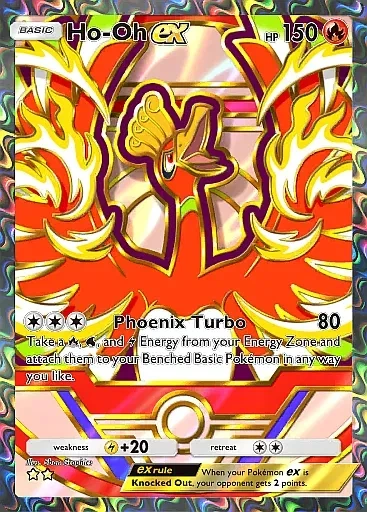 BASIC Ho-Oh ex HP 150
Phoenix Turbo 80
Take a , , and Energy from your Energy Zone and
attach them to your Benched Basic Pokémon in any way
you like.
weakness +20 retreat
Illus.
ex rule When your Pokémon ex is
Knocked Out, your opponent gets 2 points.